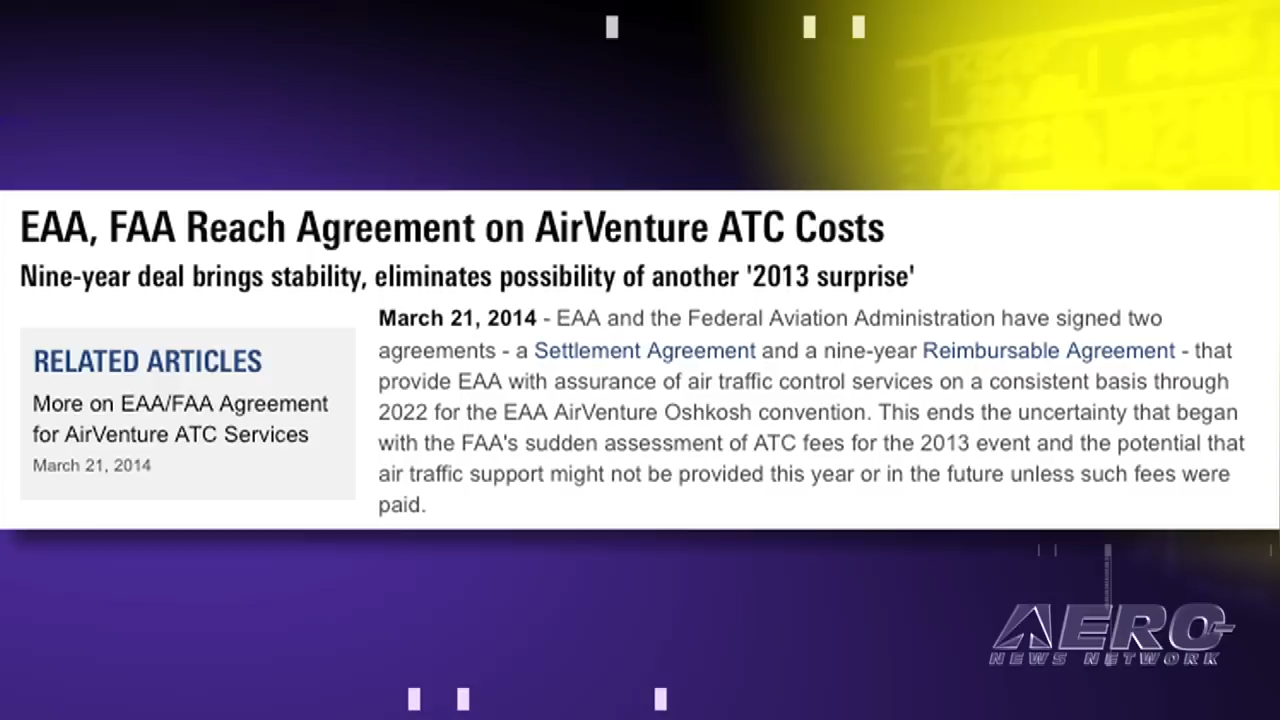 EAA, FAA Reach Agreement on AirVenture ATC Costs
Nine-year deal brings stability, eliminates possibility of another '2013 surprise'
RELATED ARTICLES
More on EAA/FAA Agreement
for AirVenture ATC Services
March 21, 2014
March 21, 2014 - EAA and the Federal Aviation Administration have signed two
agreements - a Settlement Agreement and a nine-year Reimbursable Agreement - that
provide EAA with assurance of air traffic control services on a consistent basis through
2022 for the EAA AirVenture Oshkosh convention. This ends the uncertainty that began
with the FAA's sudden assessment of ATC fees for the 2013 event and the potential that
air traffic support might not be provided this year or in the future unless such fees were
paid.
AERO
NEWS NETWORK